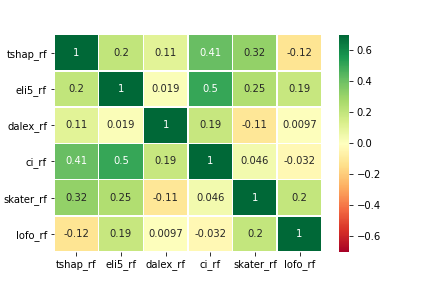 tshap_rf 1 0.2 0.11 0.41 0.32 -0.12
eli5_rf 0.2 1 0.019 0.5 0.25 0.19
dalex_rf 0.11 0.019 1 0.19 -0.11 0.0097
ci_rf 0.41 0.5 0.19 1 0.046 -0.032
skater_rf 0.32 0.25 -0.11 0.046 1 0.2
lofo_rf -0.12 0.19 0.0097 -0.032 0.2 1
tshap_rf eli5_rf dalex_rf ci_rf skater_rf lofo_rf
0.6
0.4
0.2
0.0
−0.2
−0.4
−0.6